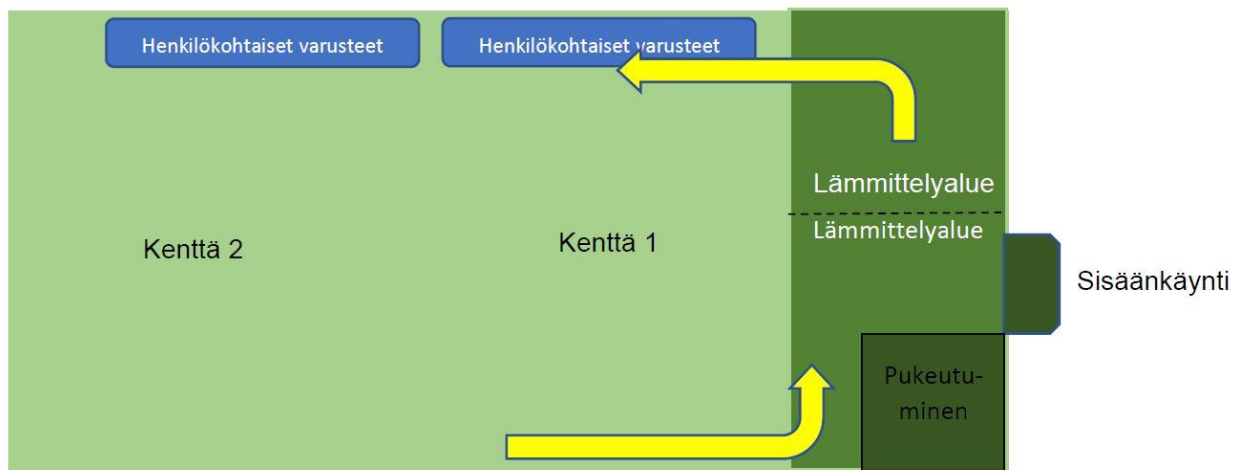 Henkilökohtaiset varusteet
Henkilökohtaiset varusteet
Lämmittelyalue
Lämmittelyalue
Kenttä 2
Kenttä 1
Sisäänkäynti
Pukeutu-
minen